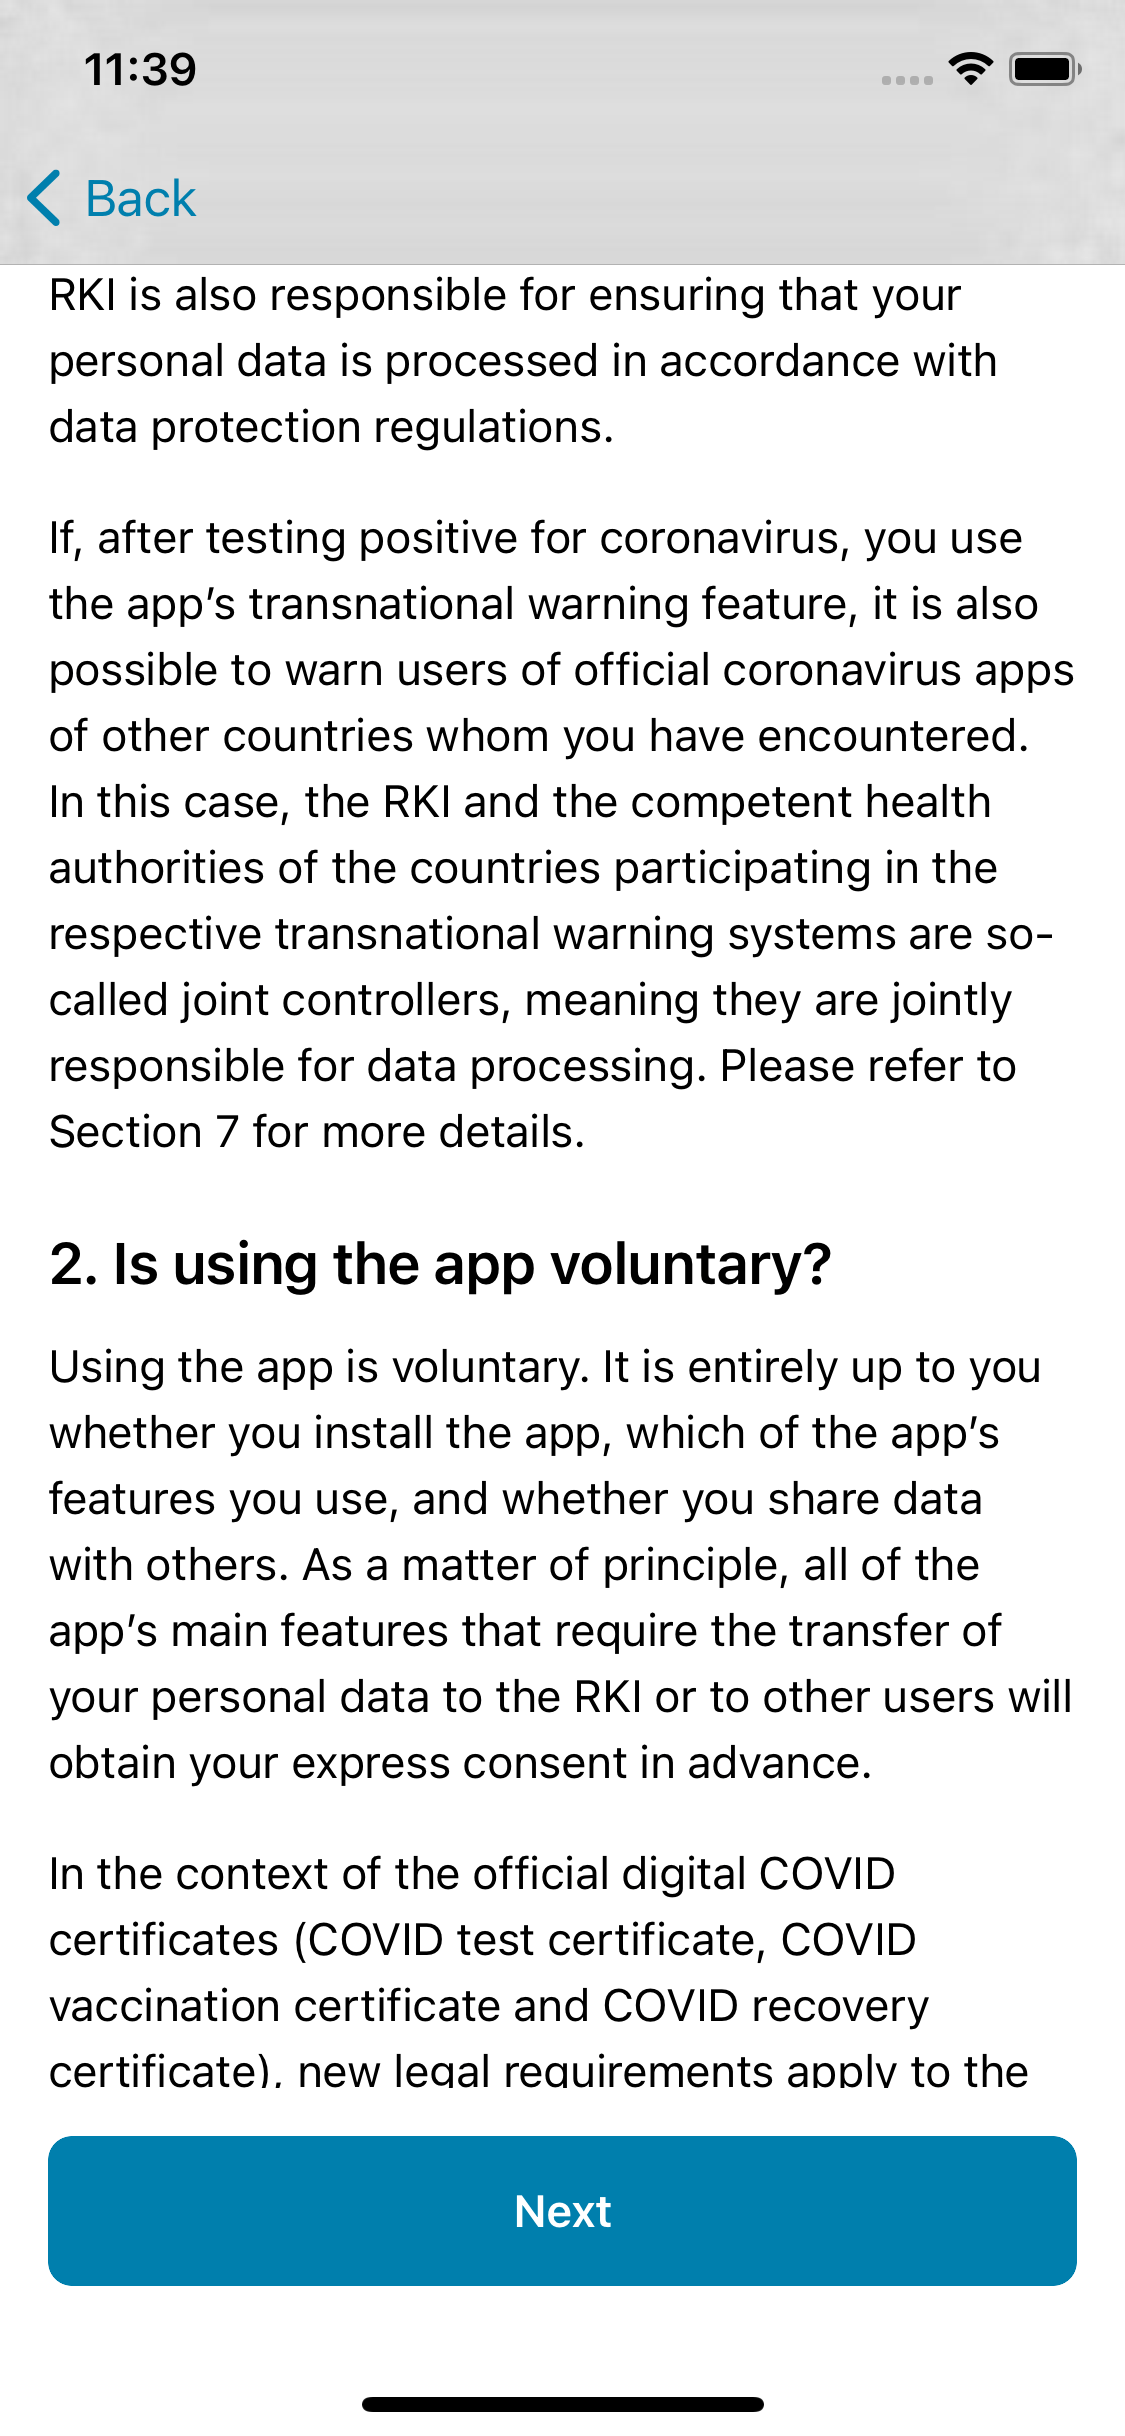 11:39
Back
RKI is also responsible for ensuring that your
personal data is processed in accordance with
data protection regulations.
If, after testing positive for coronavirus, you use
the app’s transnational warning feature, it is also
possible to warn users of official coronavirus apps
of other countries whom you have encountered.
In this case, the RKI and the competent health
authorities of the countries participating in the
respective transnational warning systems are so-
called joint controllers, meaning they are jointly
responsible for data processing. Please refer to
Section 7 for more details.
2. Is using the app voluntary?
Using the app is voluntary. It is entirely up to you
whether you install the app, which of the app’s
features you use, and whether you share data
with others. As a matter of principle, all of the
app’s main features that require the transfer of
your personal data to the RKI or to other users will
obtain your express consent in advance.
In the context of the official digital COVID
certificates (COVID test certificate, COVID
vaccination certificate and COVID recovery
certificate), new legal requirements apply to the
Next